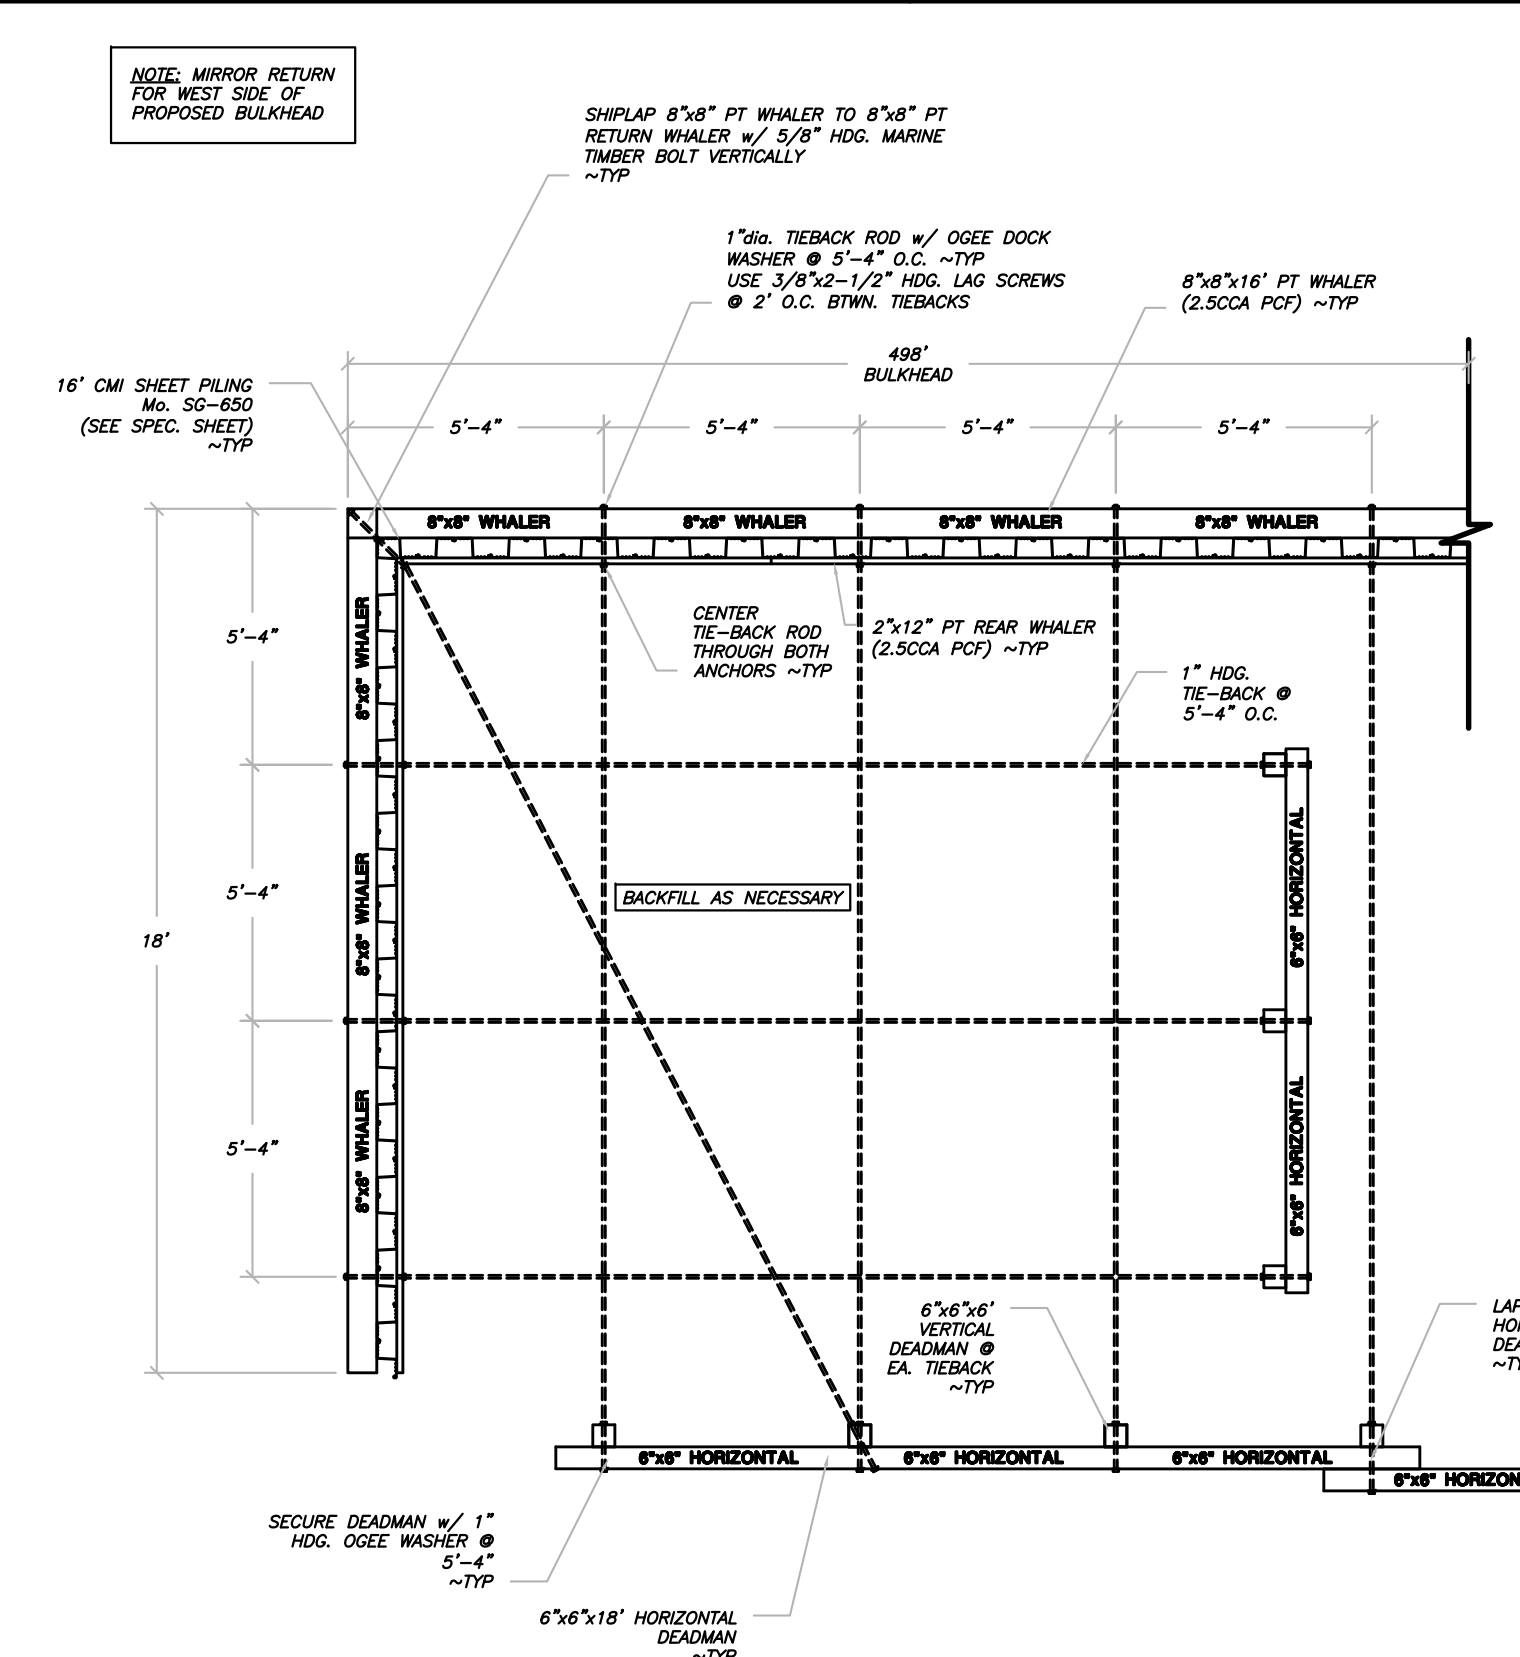 NOTE: MIRROR RETURN
FOR WEST SIDE OF
PROPOSED BULKHEAD
SHIPLAP 8"x8" PT WHALER TO 8"x8" PT
RETURN WHALER w/ 5/8" HDG. MARINE
TIMBER BOLT VERTICALLY
~TYP
1"dia. TIEBACK ROD w/ OGEE DOCK
WASHER @ 5'-4" O.C. ~TYP
USE 3/8"x2-1/2" HDG. LAG SCREWS
@ 2' O.C. BTWN. TIEBACKS
8"x8"x16' PT WHALER
(2.5CCA PCF) ~TYP
498'
BULKHEAD
16' CMI SHEET PILING
Mo. SG-650
(SEE SPEC. SHEET)
~TYP
5'-4"
5'-4"
5'-4"
5'-4"
8"x8" WHALER
8"x8" WHALER
8"x8" WHALER
8"x8" WHALER
CENTER
TIE-BACK ROD
THROUGH BOTH
ANCHORS ~TYP
2"x12" PT REAR WHALER
(2.5CCA PCF) ~TYP
1" HDG.
TIE-BACK @
5'-4" O.C.
5'-4"
8"x8" WHALER
5'-4"
8"x8" WHALER
18'
BACKFILL AS NECESSARY
6"x6" HORIZONTAL
5'-4"
8"x8" WHALER
6"x6" HORIZONTAL
6"x6"x6'
VERTICAL
DEADMAN @
EA. TIEBACK
~TYP
LAP
HOR
DEA
~TY
6"x6" HORIZONTAL
6"x6" HORIZONTAL
6"x6" HORIZONTAL
6"x6" HORIZON
SECURE DEADMAN w/ 1"
HDG. OGEE WASHER @
5'-4"
~TYP
6"x6"x18' HORIZONTAL
DEADMAN
~TYP